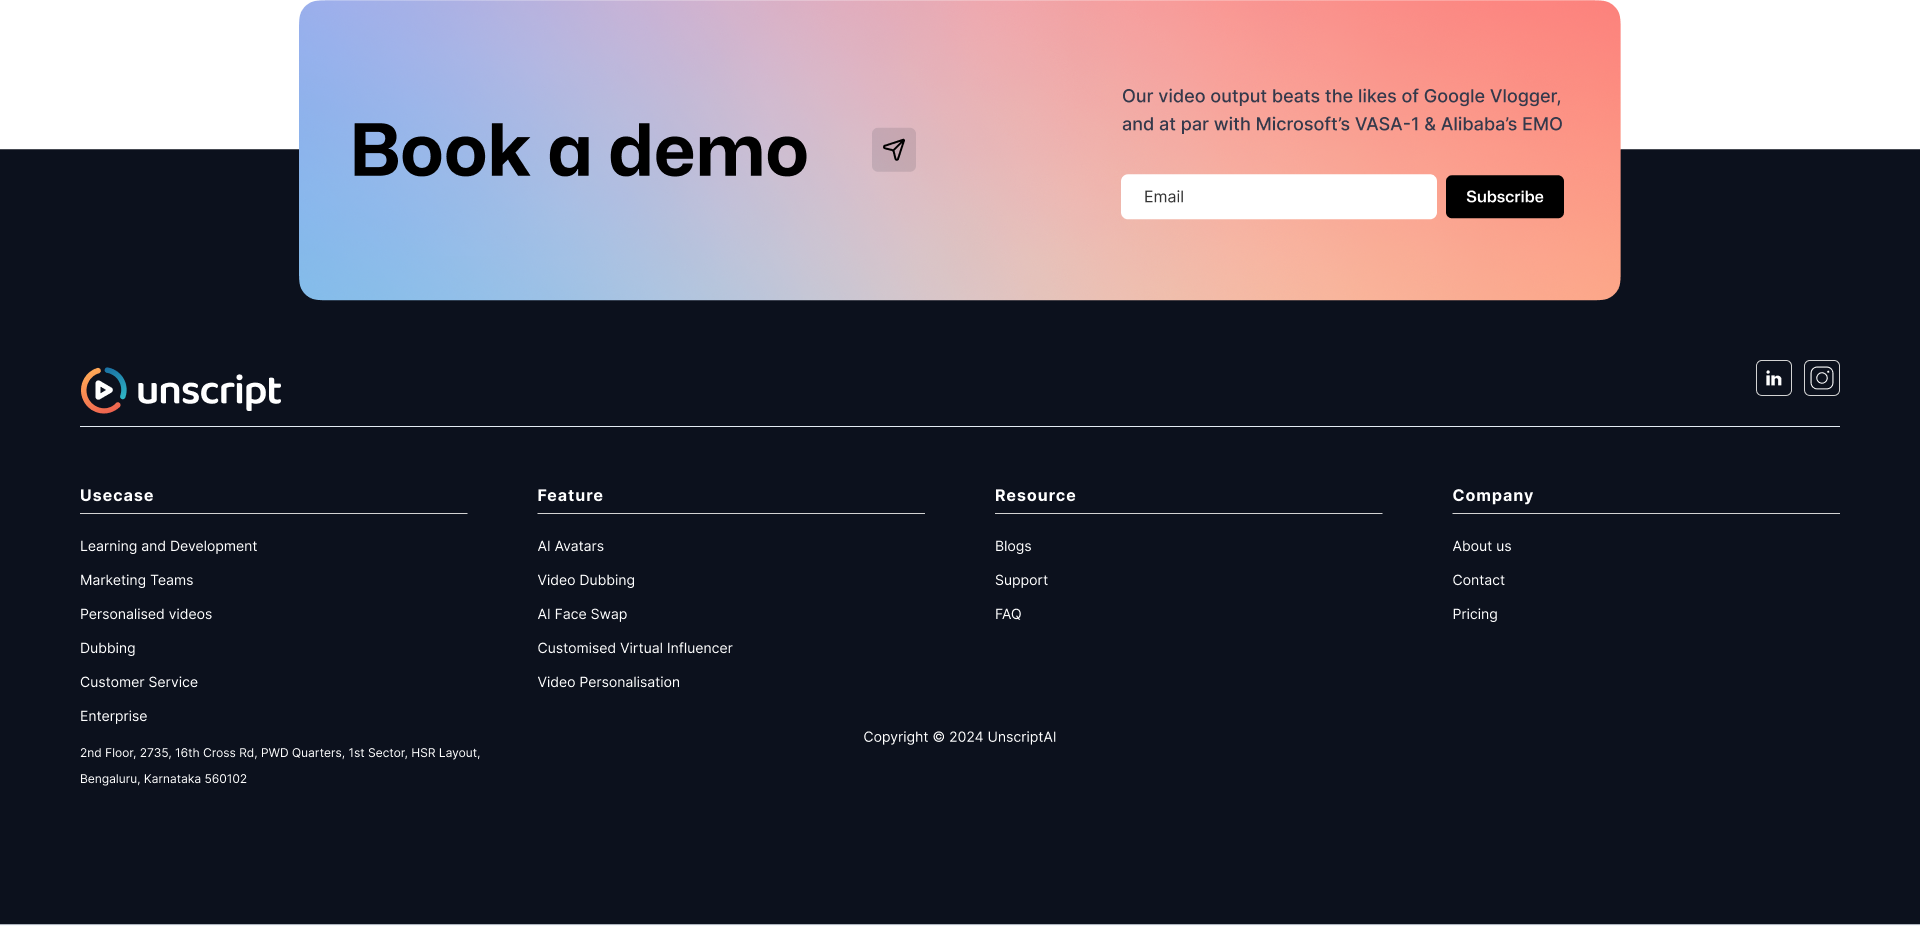 Book a demo
Our video output beats the likes of Google Vlogger,
and at par with Microsoft’s VASA-1 & Alibaba’s EMO
Email
Subscribe
unscript
in
Usecase
Learning and Development
Marketing Teams
Personalised videos
Dubbing
Customer Service
Enterprise
2nd Floor, 2735, 16th Cross Rd, PWD Quarters, 1st Sector, HSR Layout,
Bengaluru, Karnataka 560102
Feature
AI Avatars
Video Dubbing
AI Face Swap
Customised Virtual Influencer
Video Personalisation
Resource
Blogs
Support
FAQ
Company
About us
Contact
Pricing
Copyright © 2024 UnscriptAI